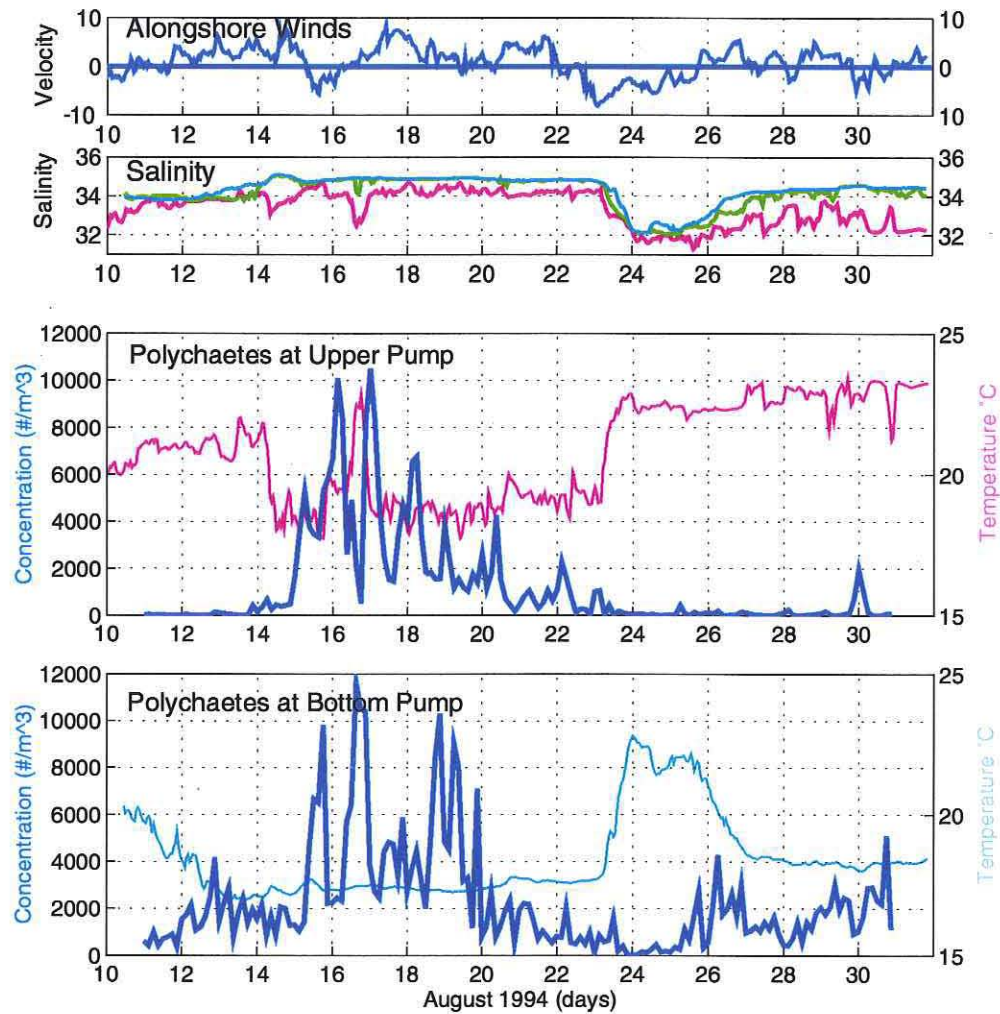 Alongshore Winds
Velocity
10 0 -10
10 0 10
10 12 14 16 18 20 22 24 26 28 30
Salinity
Salinity
36 34 32
36 34 32
10 12 14 16 18 20 22 24 26 28 30
Polychaetes at Upper Pump
Concentration (#/m^3)
12000 10000 8000 6000 4000 2000 0
25 20 15
Temperature °C
10 12 14 16 18 20 22 24 26 28 30
Polychaetes at Bottom Pump
Concentration (#/m^3)
12000 10000 8000 6000 4000 2000 0
25 20 15
Temperature °C
10 12 14 16 18 20 22 24 26 28 30
August 1994 (days)